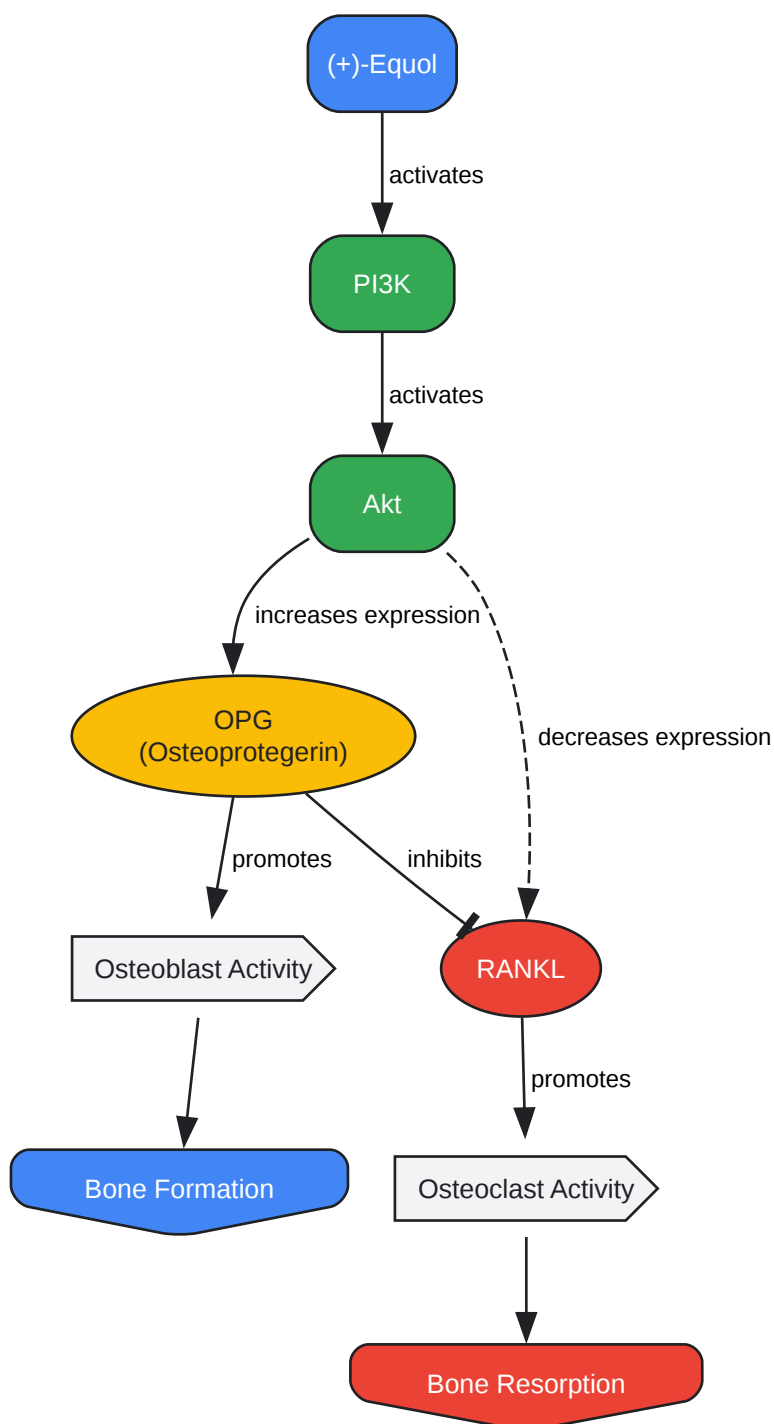 (+)-Equol
activates
PI3K
activates
Akt
increases expression
OPG
(Osteoprotegerin)
decreases expression
promotes
inhibits
Osteoblast Activity
RANKL
promotes
Bone Formation
Osteoclast Activity
Bone Resorption